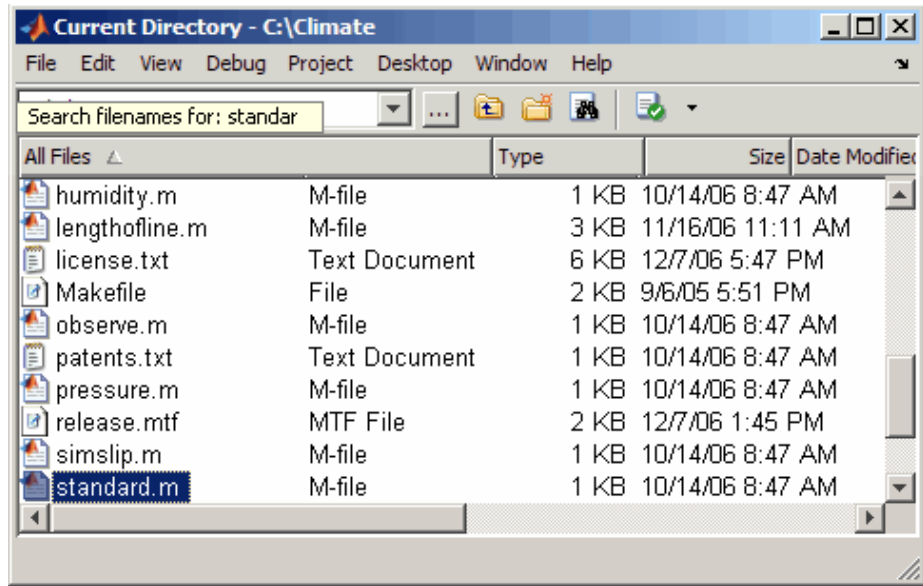 Current Directory - C:\Climate
File Edit View Debug Project Desktop Window Help
Search filenames for: standar ...
All Files Type Size Date Modified
humidity.m M-file 1 KB 10/14/06 8:47 AM
lengthofline.m M-file 3 KB 11/16/06 11:11 AM
license.txt Text Document 6 KB 12/7/06 5:47 PM
Makefile File 2 KB 9/6/05 5:51 PM
observe.m M-file 1 KB 10/14/06 8:47 AM
patents.txt Text Document 1 KB 10/14/06 8:47 AM
pressure.m M-file 1 KB 10/14/06 8:47 AM
release.mtf MTF File 2 KB 12/7/06 1:45 PM
simslip.m M-file 1 KB 10/14/06 8:47 AM
standard.m M-file 1 KB 10/14/06 8:47 AM